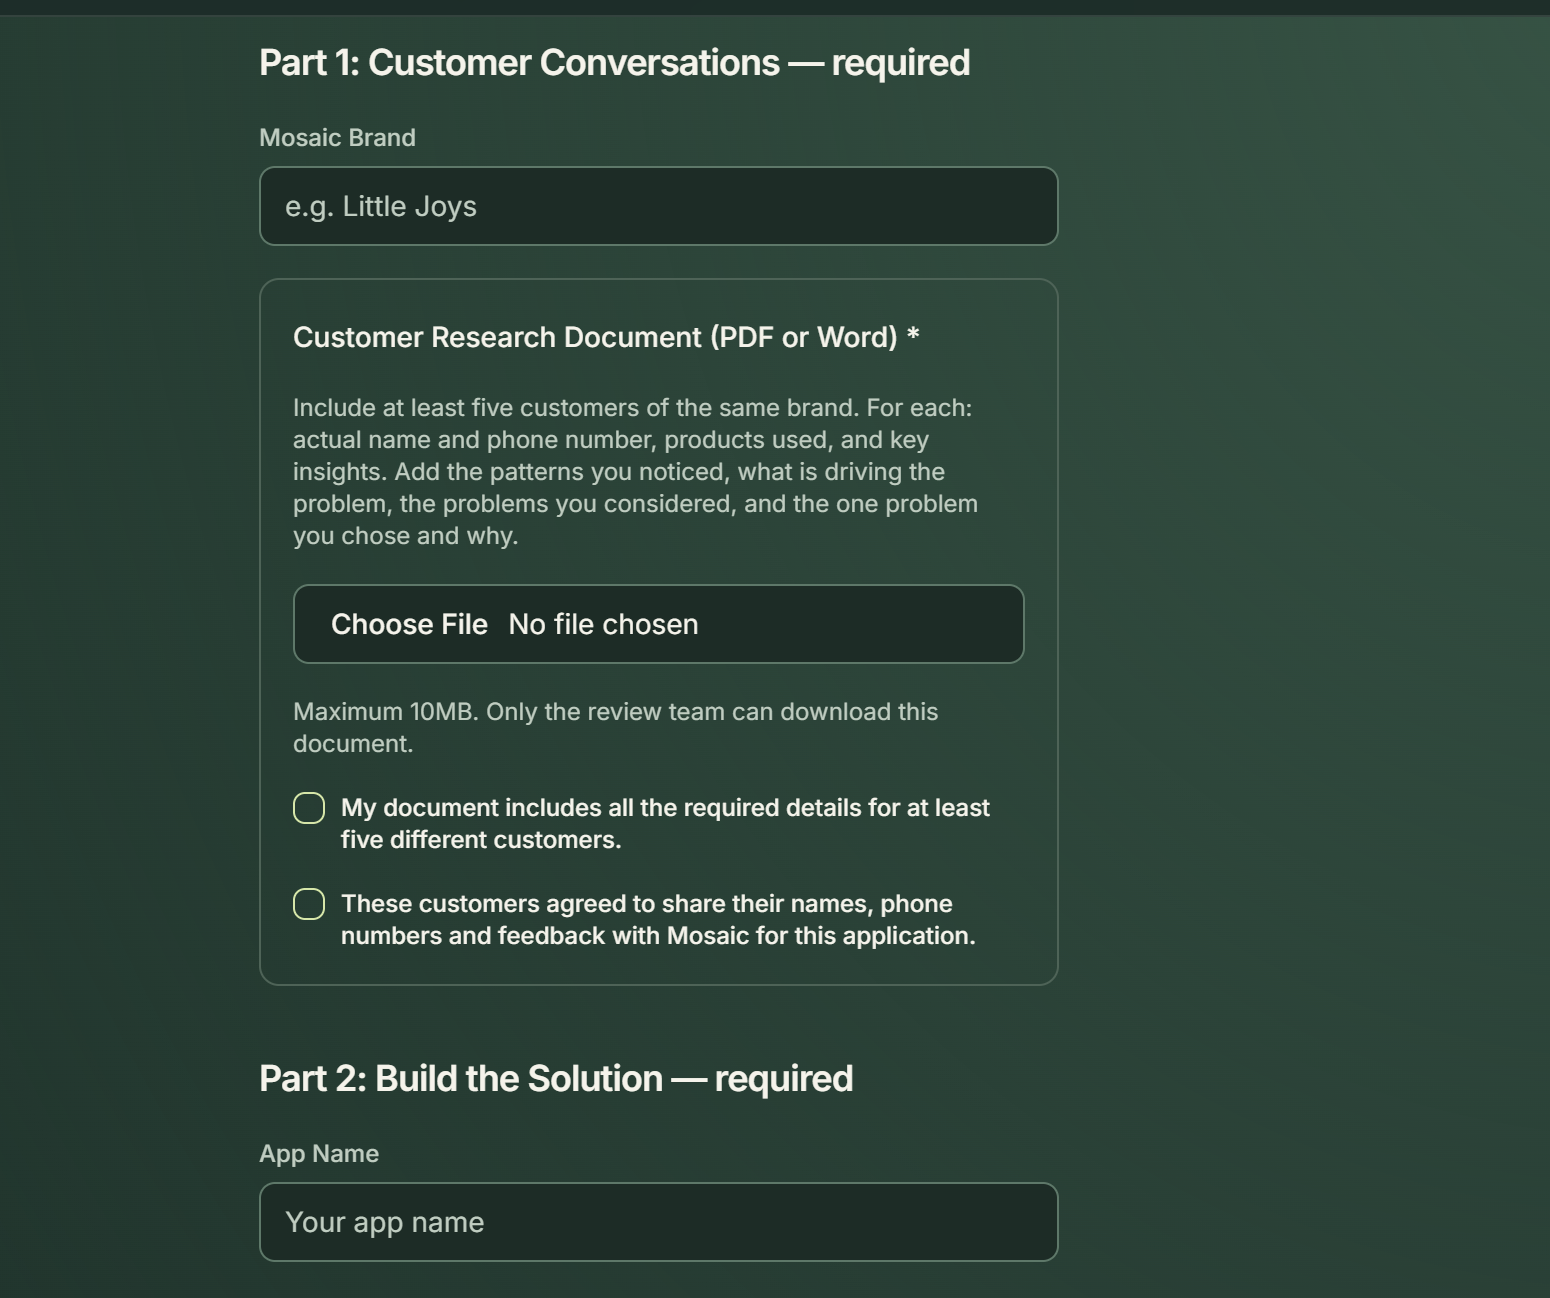 Part 1: Customer Conversations — required
Mosaic Brand
e.g. Little Joys
Customer Research Document (PDF or Word) *
Include at least five customers of the same brand. For each:
actual name and phone number, products used, and key
insights. Add the patterns you noticed, what is driving the
problem, the problems you considered, and the one problem
you chose and why.
Choose File No file chosen
Maximum 10MB. Only the review team can download this
document.
My document includes all the required details for at least
five different customers.
These customers agreed to share their names, phone
numbers and feedback with Mosaic for this application.
Part 2: Build the Solution — required
App Name
Your app name